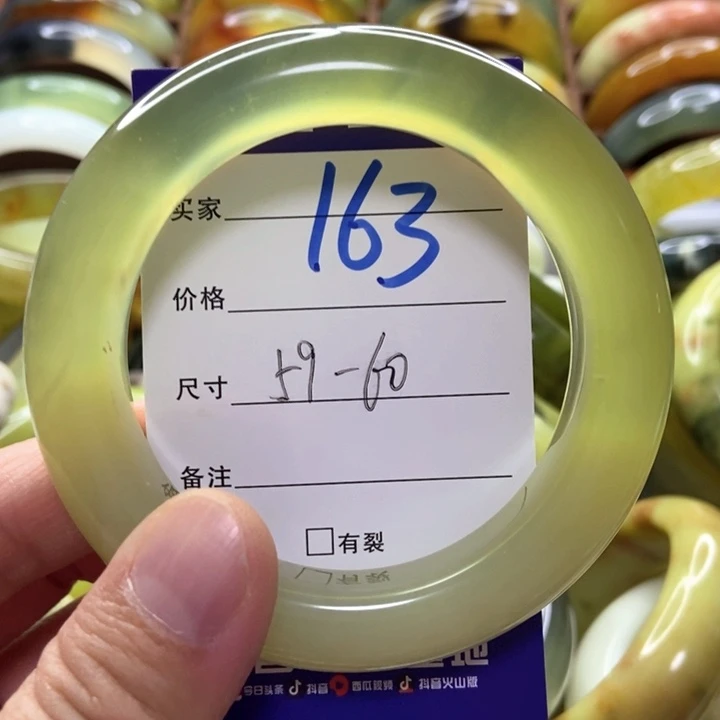 163
买家
价格
尺寸 59-60
备注
有裂
今日头条 抖音 西瓜视频 抖音火山版